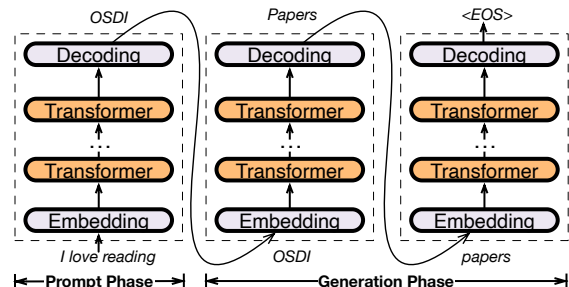 OSDI Papers <EOS>
Decoding Decoding Decoding
Transformer Transformer Transformer
... ... ...
Transformer Transformer Transformer
Embedding Embedding Embedding
I love reading OSDI papers
Prompt Phase Generation Phase